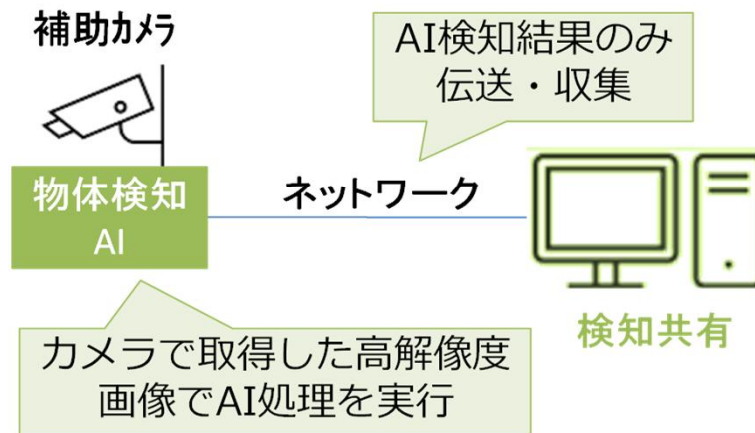 補助カメラ
AI検知結果のみ
伝送・収集
物体検知
AI
ネットワーク
検知共有
カメラで取得した高解像度
画像でAI処理を実行